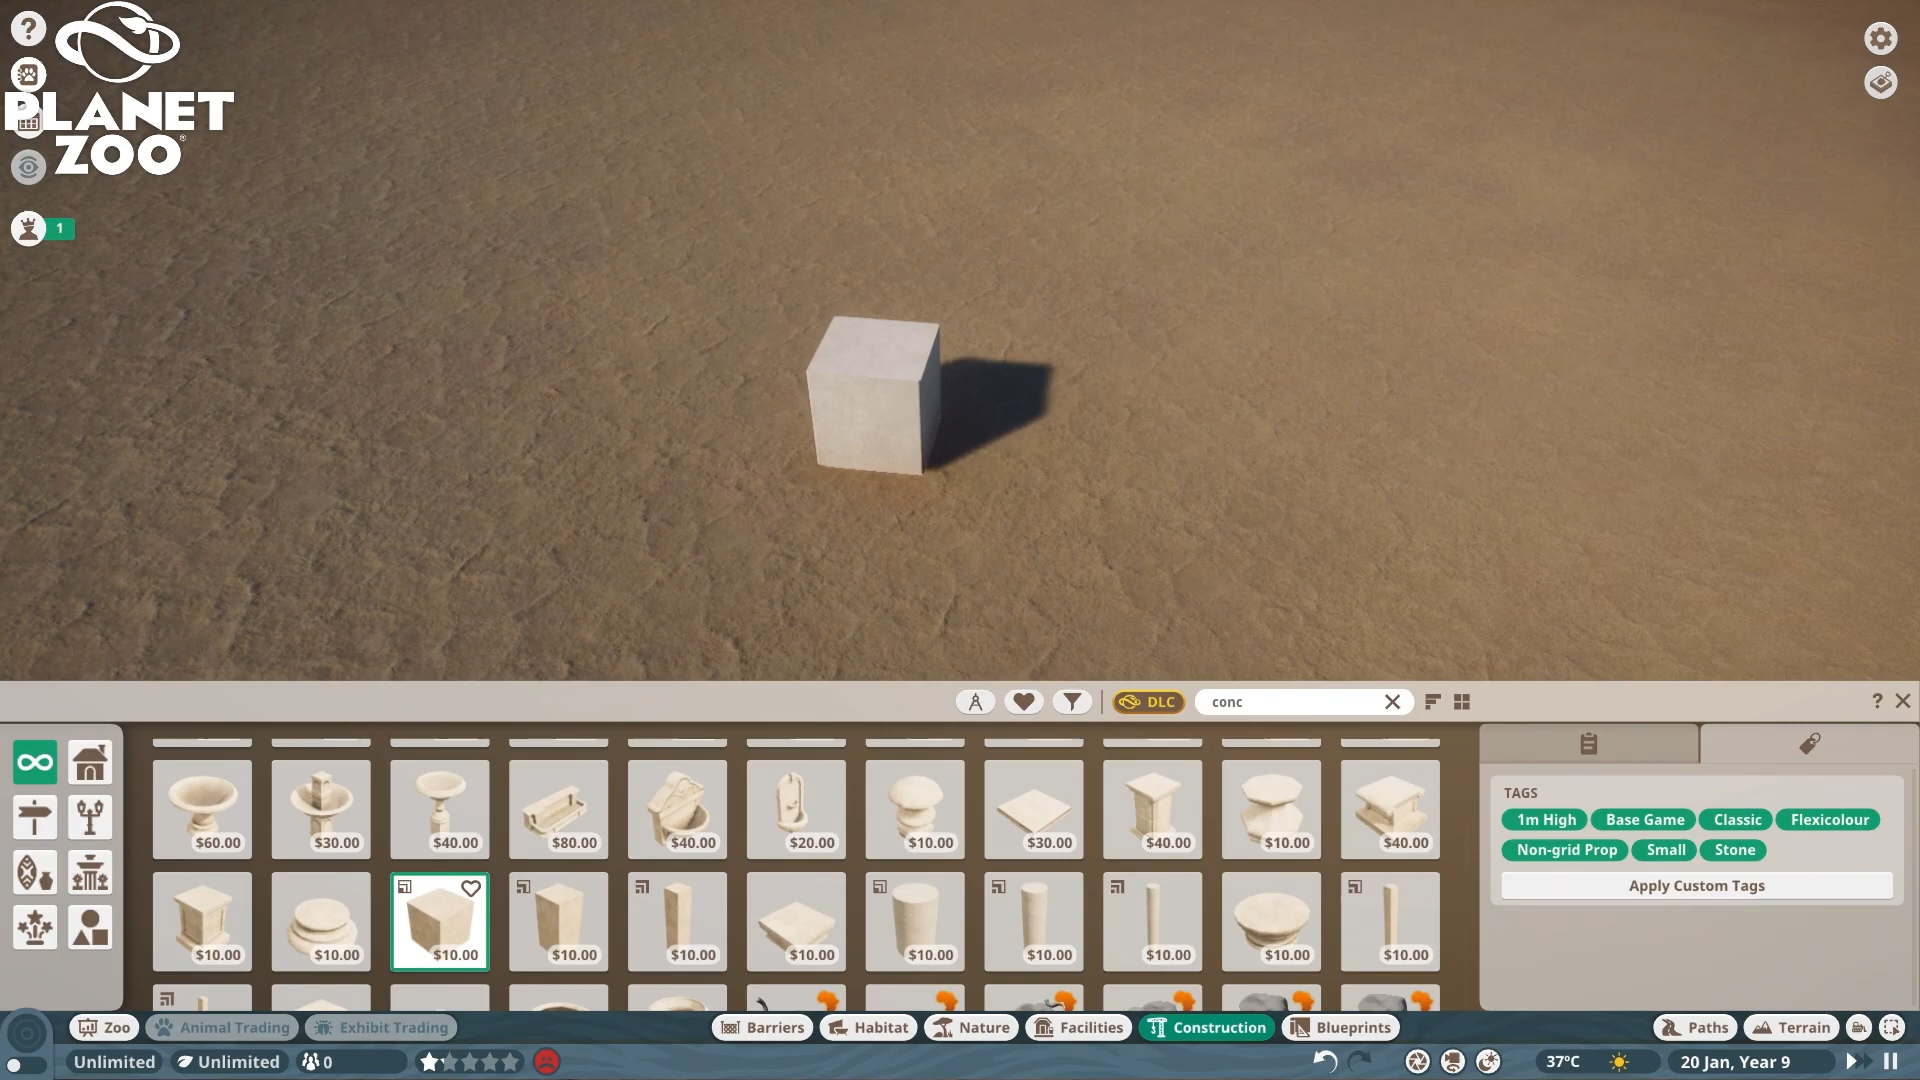 PLANET
ZOO
1
DLC
conc
?
?
TAGS
1m High Base Game Classic Flexicolour
Non-grid Prop Small Stone
Apply Custom Tags
$60.00 $30.00 $40.00 $80.00 $40.00 $20.00 $10.00 $30.00 $40.00 $10.00 $40.00
$10.00 $10.00 $10.00 $10.00 $10.00 $10.00 $10.00 $10.00 $10.00 $10.00 $10.00
Zoo Animal Trading Exhibit Trading Barriers Habitat Nature Facilities Construction Blueprints Paths Terrain
Unlimited Unlimited 0 37°C 20 Jan, Year 9